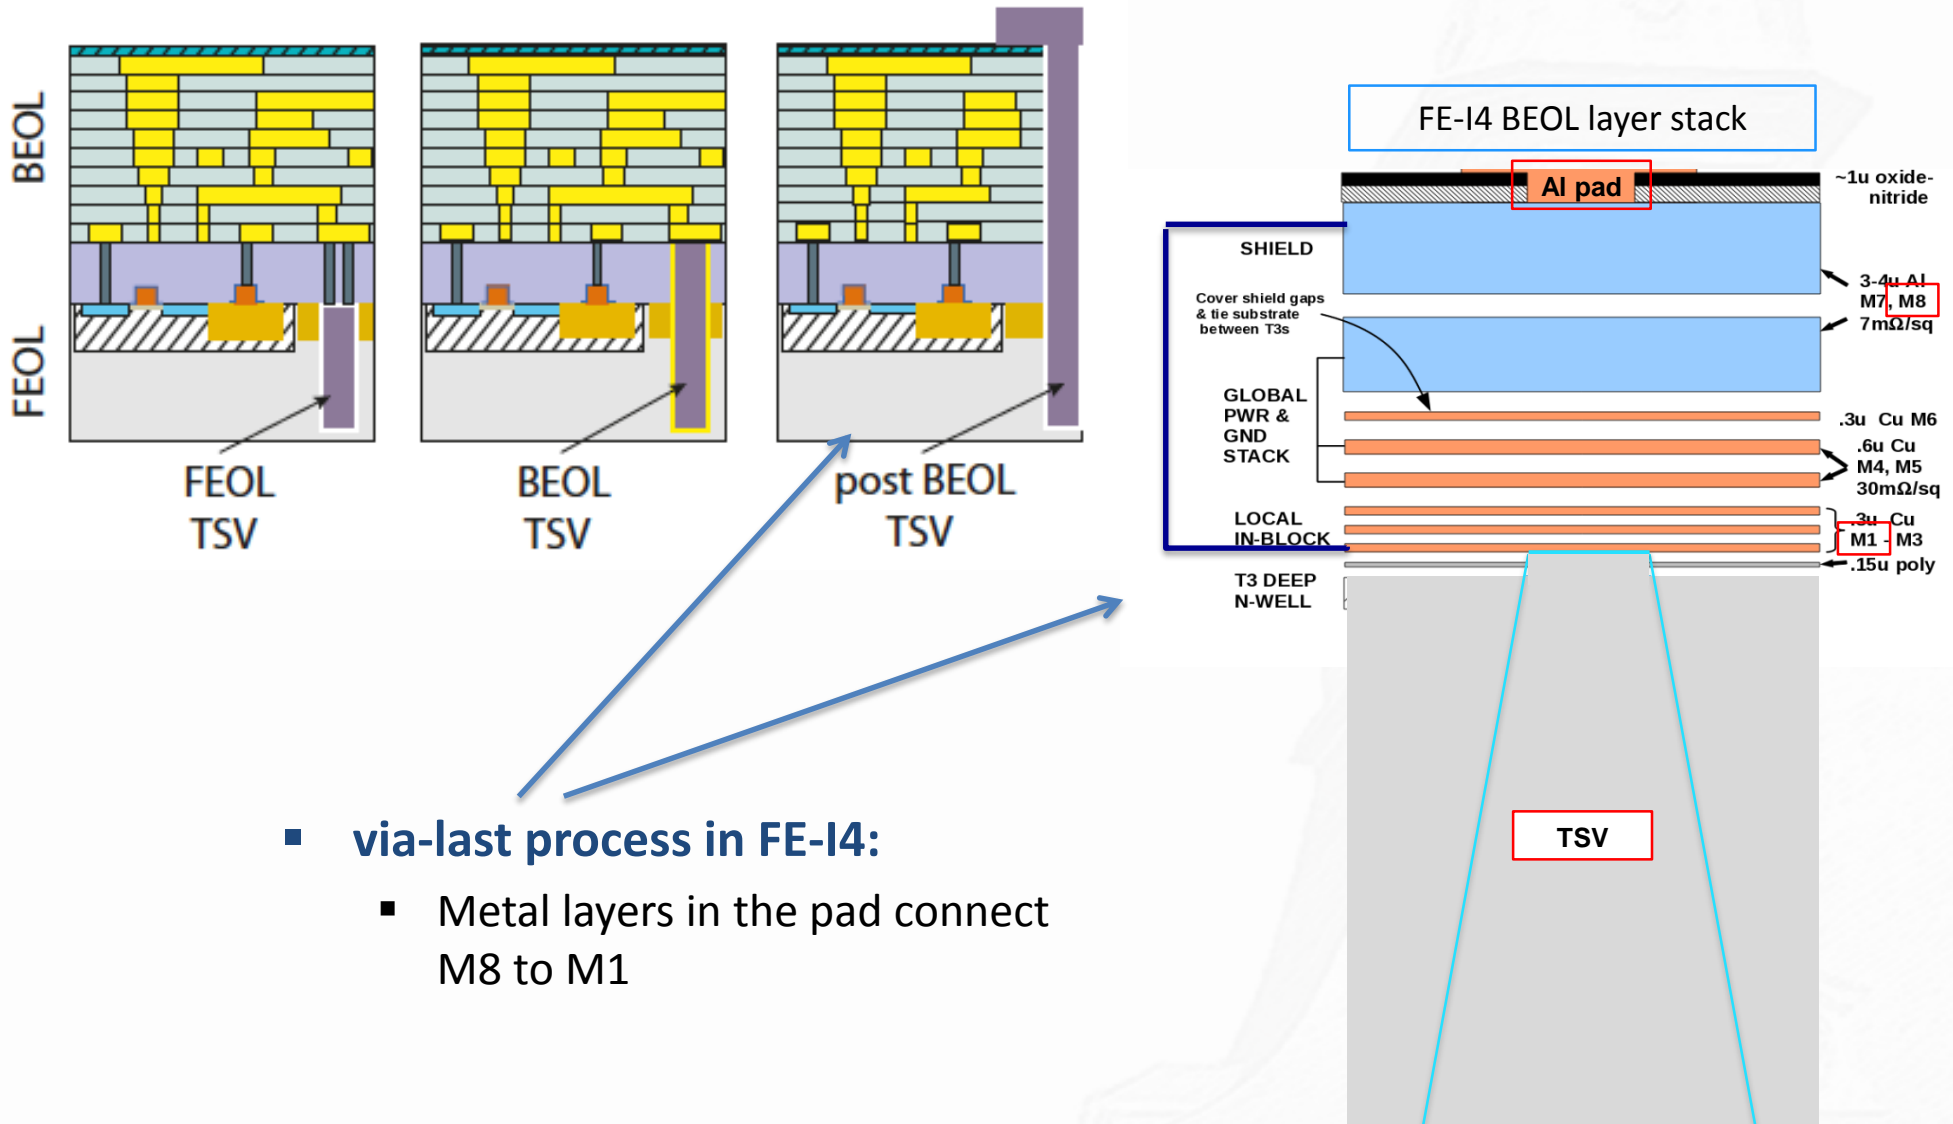 BEOL
FEOL
FEOL
TSV
BEOL
TSV
post BEOL
TSV
FE-I4 BEOL layer stack
Al pad
~1u oxide-
nitride
SHIELD
3-4u Al
M7, M8
7mΩ/sq
Cover shield gaps
& tie substrate
between T3s
GLOBAL
PWR &
GND
STACK
.3u Cu M6
.6u Cu
M4, M5
30mΩ/sq
LOCAL
IN-BLOCK
.3u Cu
M1 - M3
.15u poly
T3 DEEP
N-WELL
TSV
▪ via-last process in FE-I4:
▪ Metal layers in the pad connect
M8 to M1